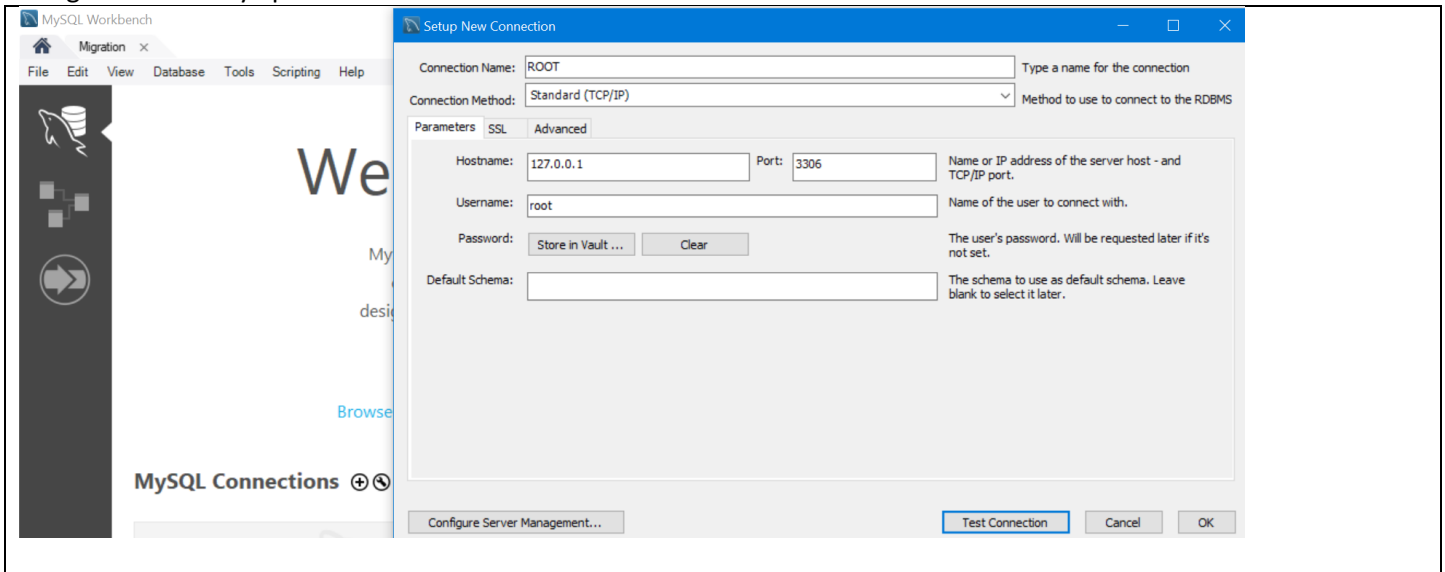 MySQL Workbench
Migration
File Edit View Database Tools Scripting Help
We
My
desig
Browse
MySQL Connections
Setup New Connection
Connection Name: ROOT Type a name for the connection
Connection Method: Standard (TCP/IP) Method to use to connect to the RDBMS
Parameters SSL Advanced
Hostname: 127.0.0.1 Port: 3306 Name or IP address of the server host - and
TCP/IP port.
Username: root Name of the user to connect with.
Password: Store in Vault ... Clear The user's password. Will be requested later if it's
not set.
Default Schema: The schema to use as default schema. Leave
blank to select it later.
Configure Server Management... Test Connection Cancel OK